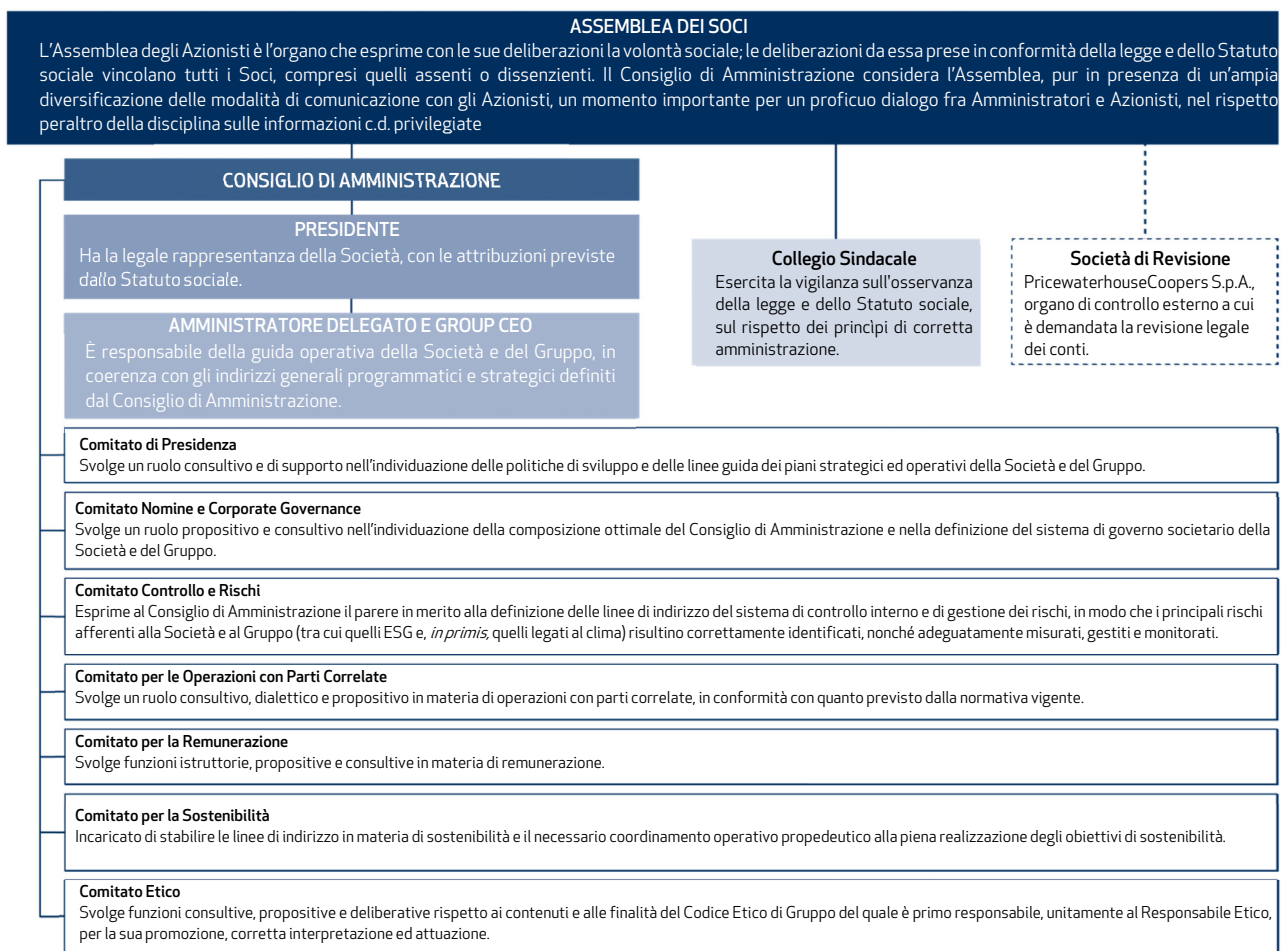 ASSEMBLEA DEI SOCI
L'Assemblea degli Azionisti è l'organo che esprime con le sue deliberazioni la volontà sociale; le deliberazioni da essa prese in conformità della legge e dello Statuto
sociale vincolano tutti i Soci, compresi quelli assenti o dissenzienti. Il Consiglio di Amministrazione considera l'Assemblea, pur in presenza di un'ampia
diversificazione delle modalità di comunicazione con gli Azionisti, un momento importante per un proficuo dialogo fra Amministratori e Azionisti, nel rispetto
peraltro della disciplina sulle informazioni c.d. privilegiate
CONSIGLIO DI AMMINISTRAZIONE
PRESIDENTE
Ha la legale rappresentanza della Società, con le attribuzioni previste
dallo Statuto sociale.
AMMINISTRATORE DELEGATO E GROUP CEO
È responsabile della guida operativa della Società e del Gruppo, in
coerenza con gli indirizzi generali programmatici e strategici definiti
dal Consiglio di Amministrazione.
Collegio Sindacale
Esercita la vigilanza sull'osservanza
della legge e dello Statuto sociale,
sul rispetto dei princìpi di corretta
amministrazione.
Società di Revisione
PricewaterhouseCoopers S.p.A.,
organo di controllo esterno a cui
è demandata la revisione legale
dei conti.
Comitato di Presidenza
Svolge un ruolo consultivo e di supporto nell'individuazione delle politiche di sviluppo e delle linee guida dei piani strategici ed operativi della Società e del Gruppo.
Comitato Nomine e Corporate Governance
Svolge un ruolo propositivo e consultivo nell'individuazione della composizione ottimale del Consiglio di Amministrazione e nella definizione del sistema di governo societario della
Società e del Gruppo.
Comitato Controllo e Rischi
Esprime al Consiglio di Amministrazione il parere in merito alla definizione delle linee di indirizzo del sistema di controllo interno e di gestione dei rischi, in modo che i principali rischi
afferenti alla Società e al Gruppo (tra cui quelli ESG e, in primis, quelli legati al clima) risultino correttamente identificati, nonché adeguatamente misurati, gestiti e monitorati.
Comitato per le Operazioni con Parti Correlate
Svolge un ruolo consultivo, dialettico e propositivo in materia di operazioni con parti correlate, in conformità con quanto previsto dalla normativa vigente.
Comitato per la Remunerazione
Svolge funzioni istruttorie, propositive e consultive in materia di remunerazione.
Comitato per la Sostenibilità
Incaricato di stabilire le linee di indirizzo in materia di sostenibilità e il necessario coordinamento operativo propedeutico alla piena realizzazione degli obiettivi di sostenibilità.
Comitato Etico
Svolge funzioni consultive, propositive e deliberative rispetto ai contenuti e alle finalità del Codice Etico di Gruppo del quale è primo responsabile, unitamente al Responsabile Etico,
per la sua promozione, corretta interpretazione ed attuazione.